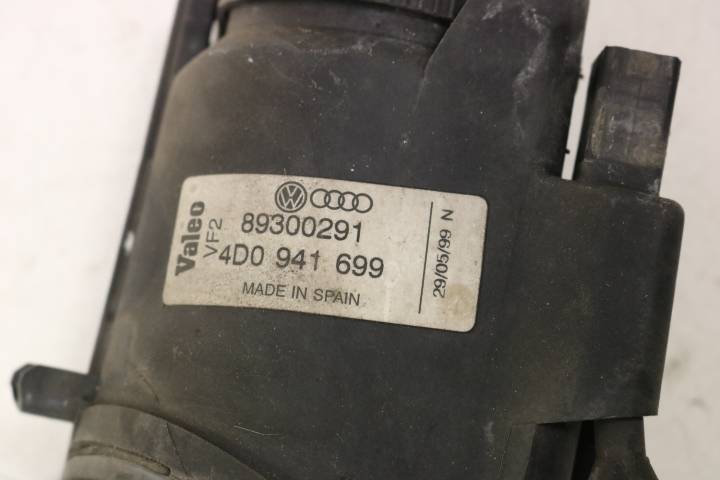 Valeo
VF2
89300291
4D0 941 699
MADE IN SPAIN
29/05/99 N